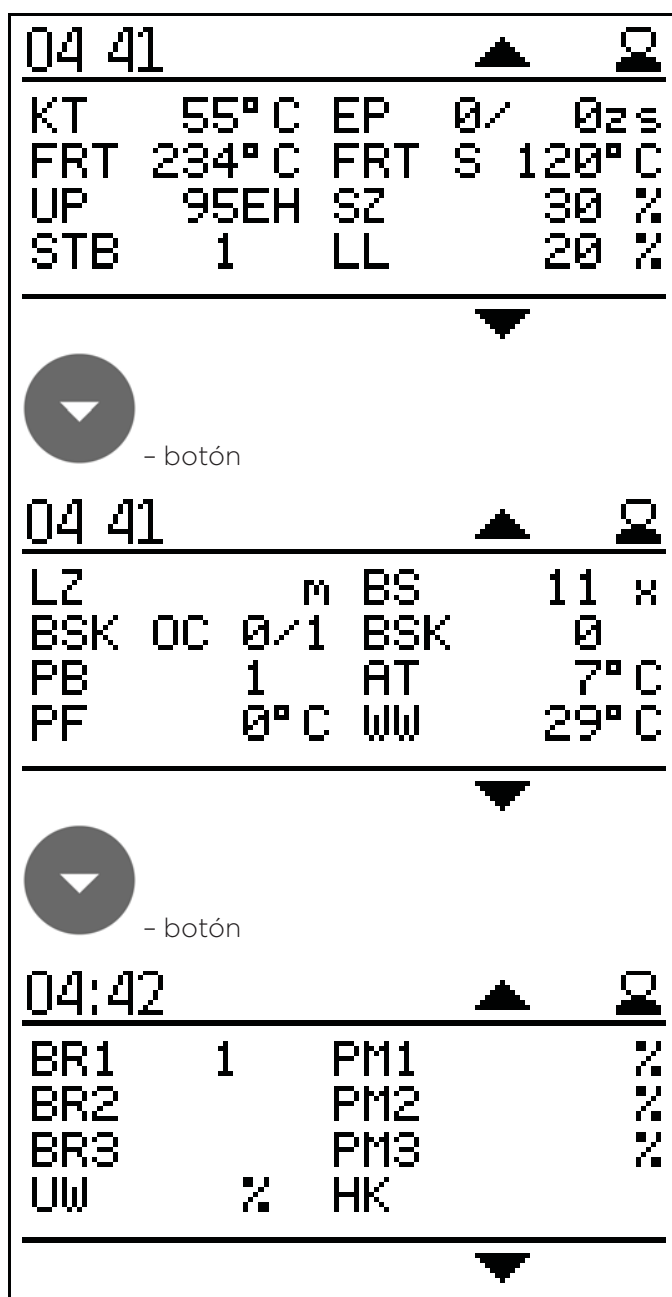 04 41
KT 55°C EP 0/ 0zs
FRT 234°C FRT S 120°C
UP 95EH SZ 30 %
STB 1 LL 20 %
– botón
04 41
LZ m BS 11 x
BSK OC 0/1 BSK 0
PB 1 AT 7°C
PF 0°C WW 29°C
– botón
04:42
BR1 1 PM1 %
BR2 PM2 %
BR3 PM3 %
UW % HK